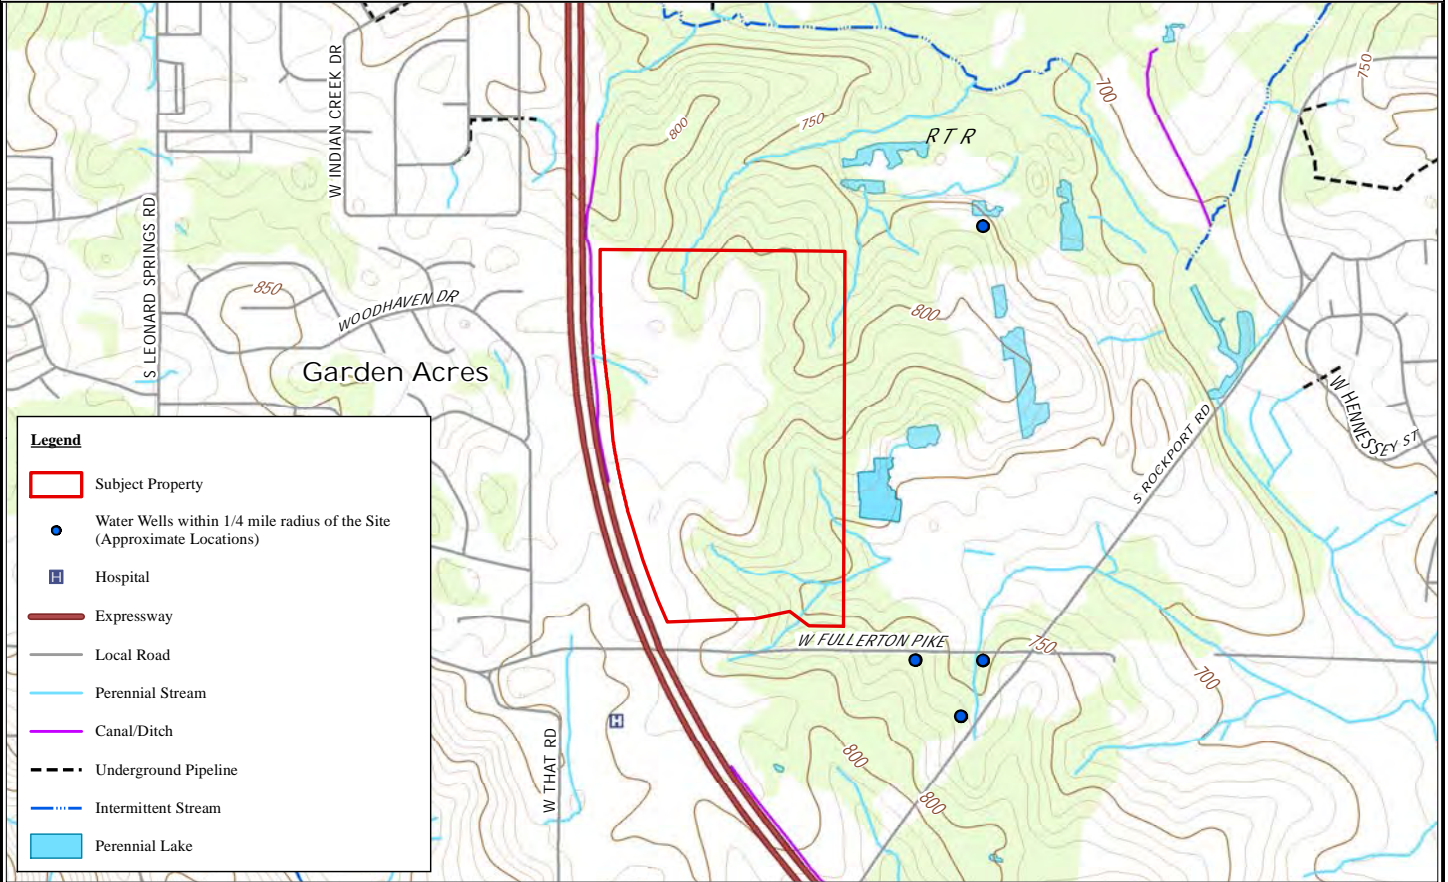 W INDIAN CREEK DR
S LEONARD SPRINGS RD
800
750
R T R
700
750
850
WOODHAVEN DR
Garden Acres
800
W HENNESSEY ST
S ROCKPORT RD
Legend
Subject Property
Water Wells within 1/4 mile radius of the Site
(Approximate Locations)
H
Hospital
Expressway
Local Road
Perennial Stream
Canal/Ditch
Underground Pipeline
Intermittent Stream
Perennial Lake
W FULLERTON PIKE
750
700
H
W THAT RD
800
800